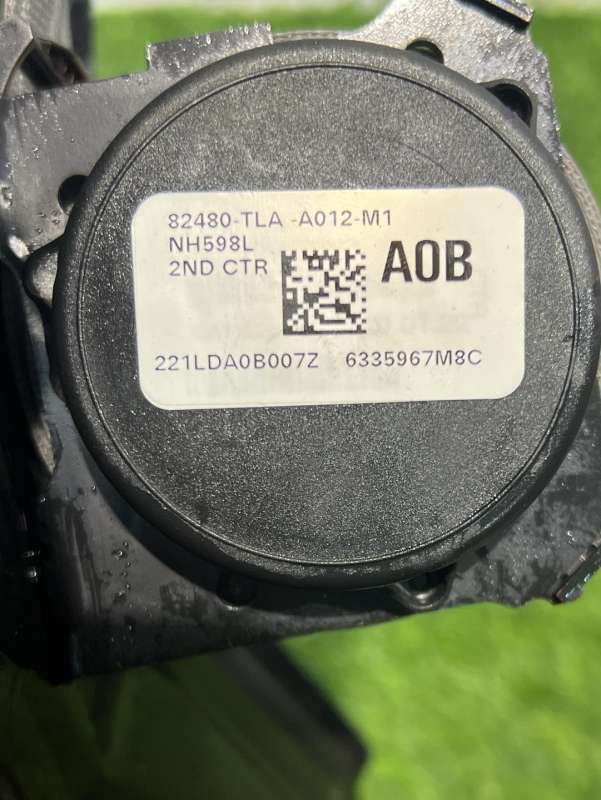 82480-TLA -A012-M1
NH598L
2ND CTR
A0B
221LDA0B007Z 6335967M8C